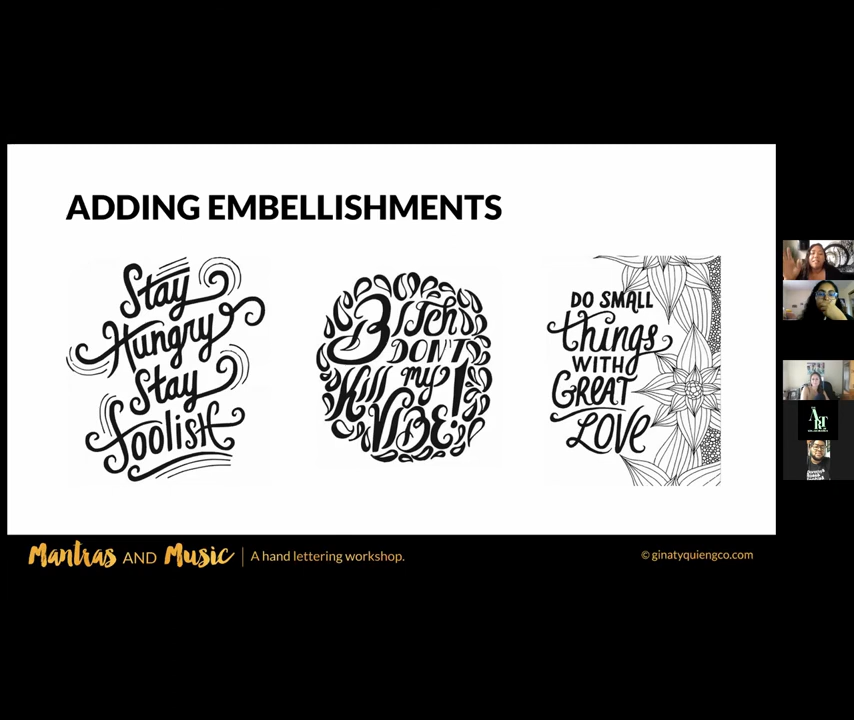 ADDING EMBELLISHMENTS
Stay
Hungry
Stay
foolish
Bitch
DON'T
Kill my
VIBE!
DO SMALL
things
WITH
GREAT
LOVE
Mantras AND Music | A hand lettering workshop.
© ginatyquiengco.com
ART